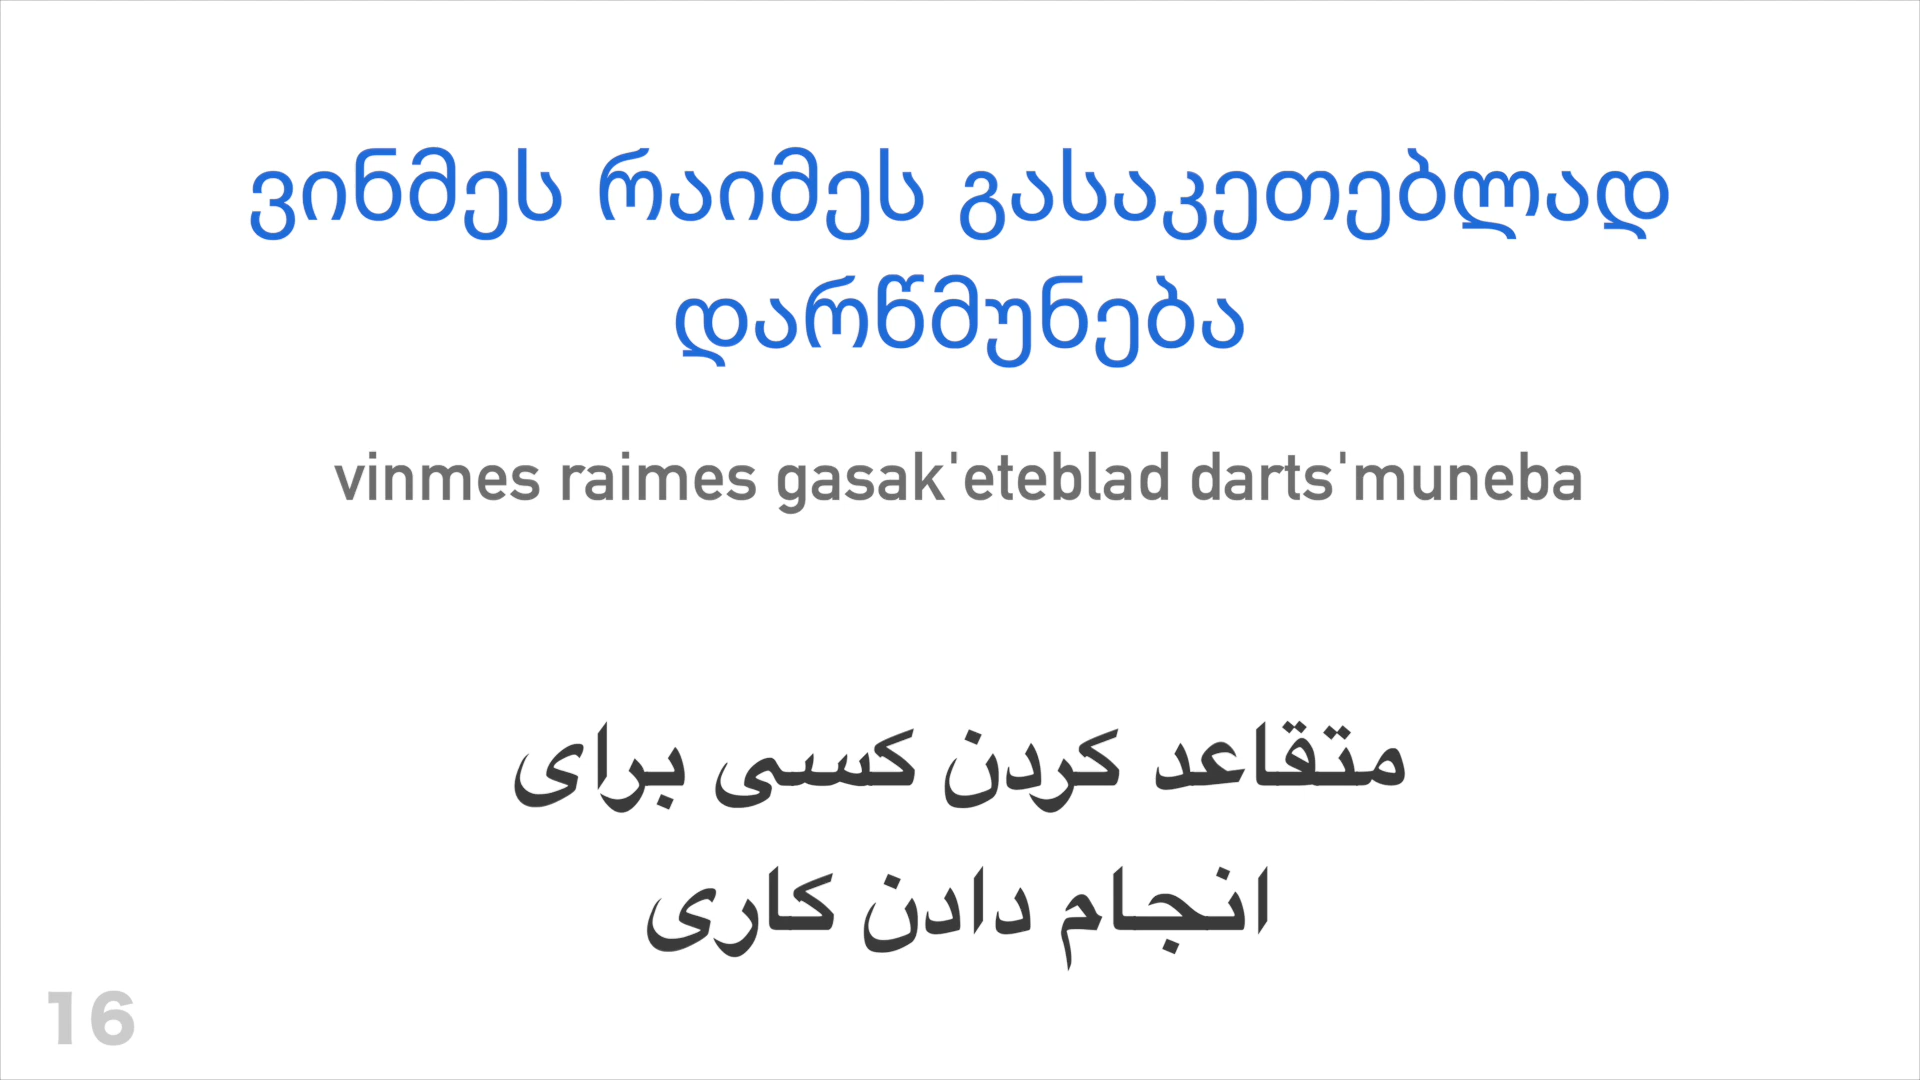 ვინმეს რაიმეს გასაკეთებლად
დარწმუნება
vinmes raimes gasak'eteblad darts'muneba
متقاعد کردن کسی برای
انجام دادن کاری
16